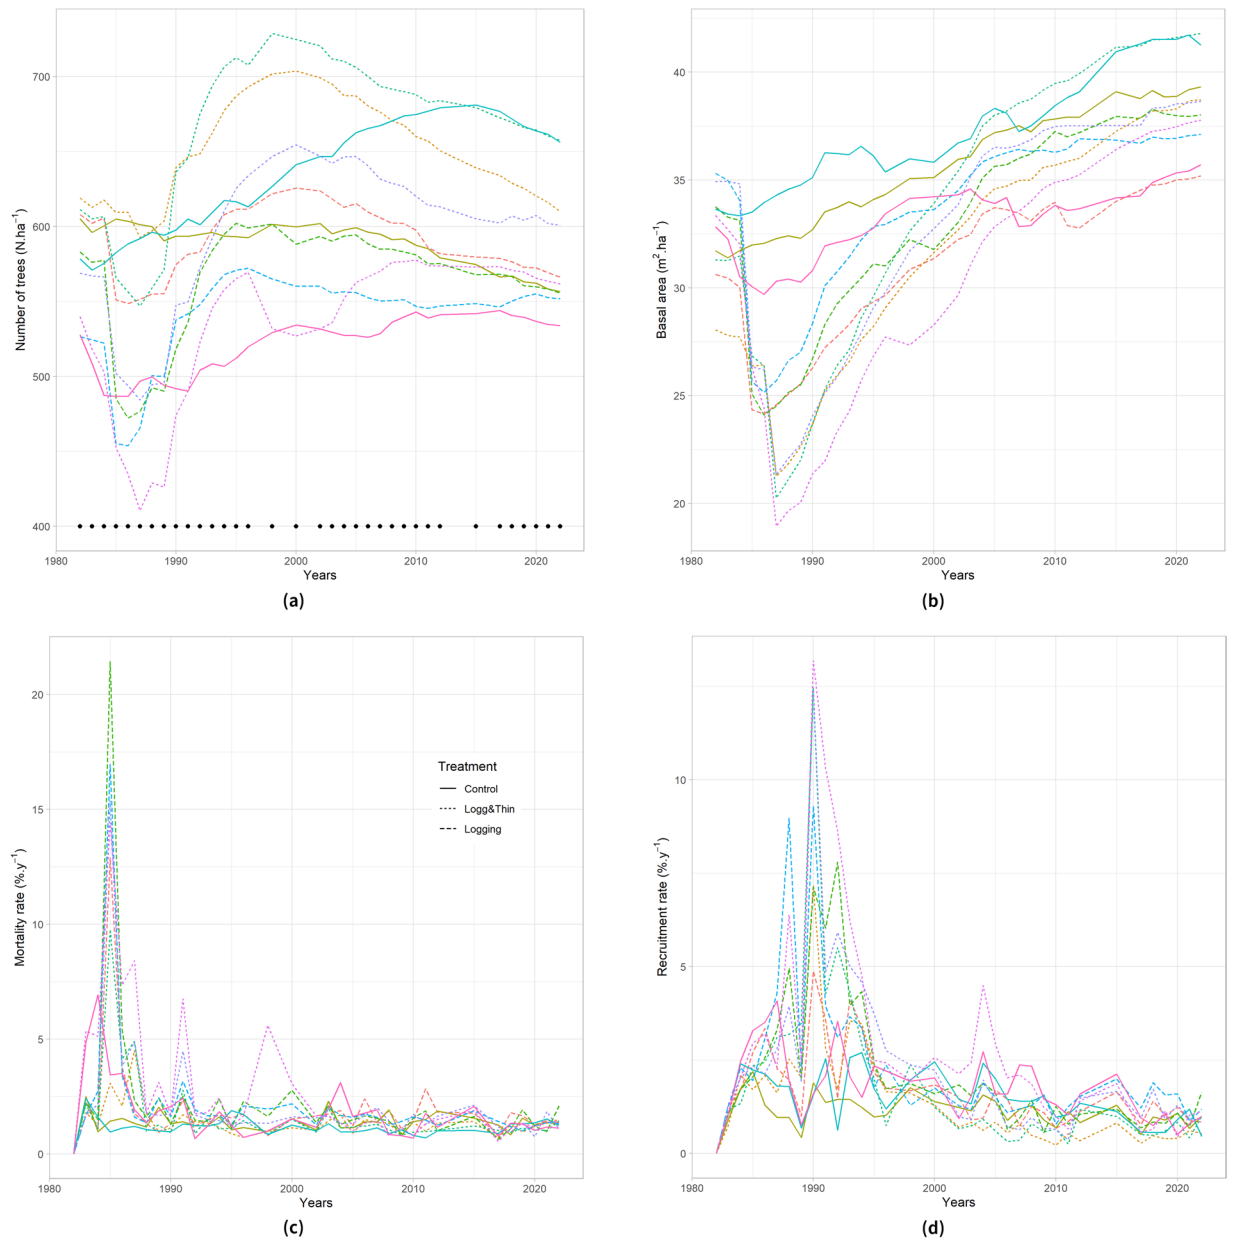 700
600
500
400
Number of trees (N.ha⁻¹)
1980 1990 2000 2010 2020
Years
(a)
40
35
30
25
20
Basal area (m².ha⁻¹)
1980 1990 2000 2010 2020
Years
(b)
20
15
10
5
0
Mortality rate (%.y⁻¹)
Treatment
Control
Logg&Thin
Logging
1980 1990 2000 2010 2020
Years
(c)
10
5
0
Recruitment rate (%.y⁻¹)
1980 1990 2000 2010 2020
Years
(d)